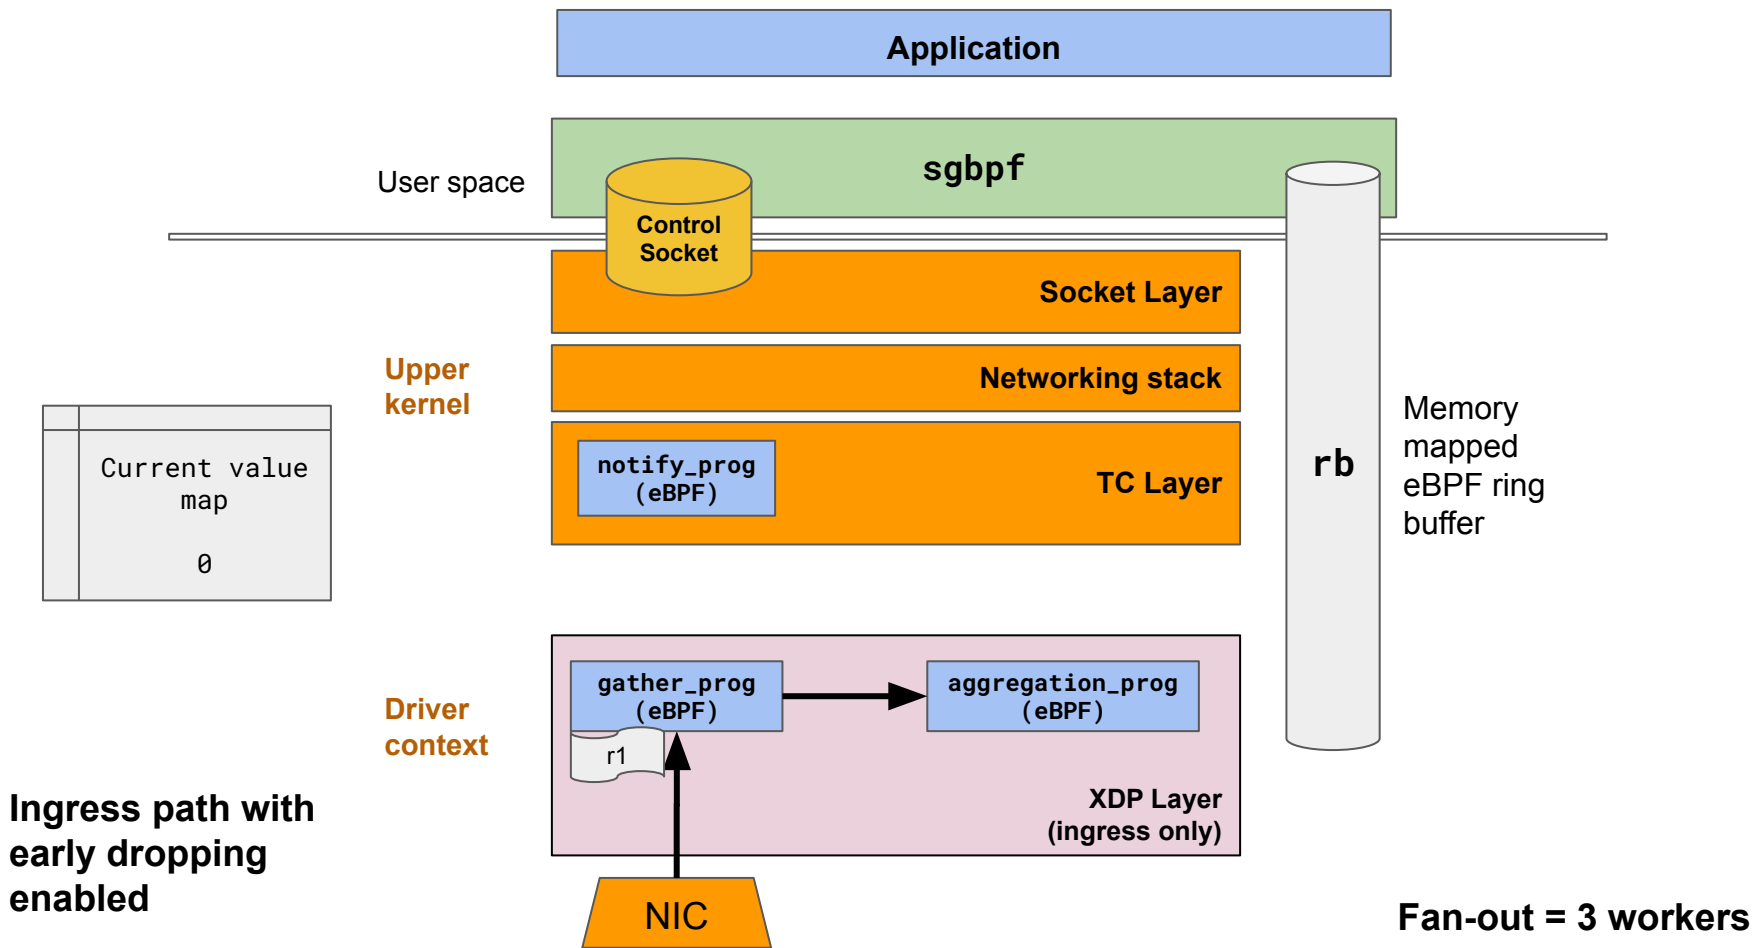 Application
sgbpf
User space
Control
Socket
Socket Layer
Upper
kernel
Networking stack
Memory
mapped
eBPF ring
buffer
Current value
map
0
notify_prog
(eBPF)
TC Layer
rb
gather_prog
(eBPF)
aggregation_prog
(eBPF)
Driver
context
r1
XDP Layer
(ingress only)
Ingress path with
early dropping
enabled
NIC
Fan-out = 3 workers